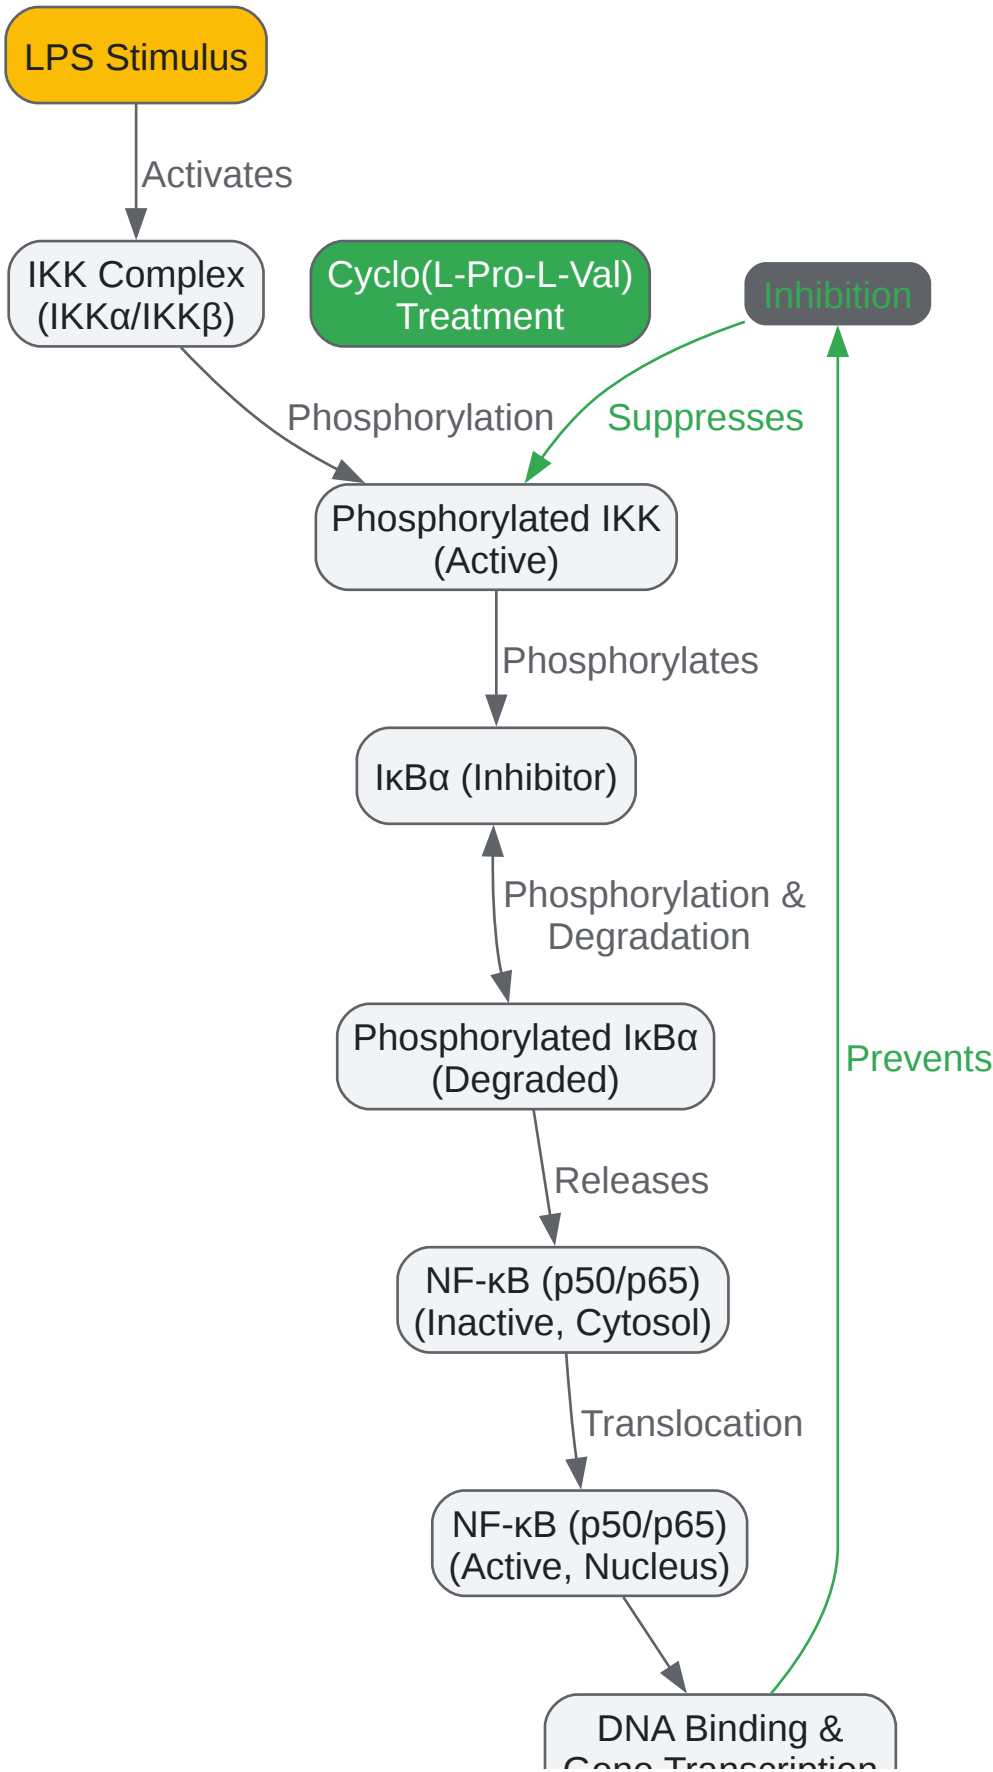 LPS Stimulus
Activates
IKK Complex
(IKKα/IKKβ)
Cyclo(L-Pro-L-Val)
Treatment
Inhibition
Phosphorylation
Suppresses
Phosphorylated IKK
(Active)
Phosphorylates
IκBα (Inhibitor)
Phosphorylation &
Degradation
Phosphorylated IκBα
(Degraded)
Prevents
Releases
NF-κB (p50/p65)
(Inactive, Cytosol)
Translocation
NF-κB (p50/p65)
(Active, Nucleus)
DNA Binding &
Gene Transcription